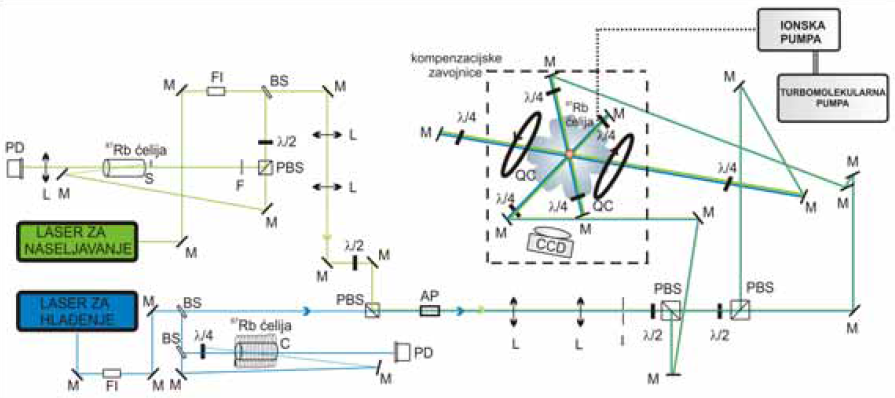 IONSKA
PUMPA
TURBOMOLEKULARNA
PUMPA
kompenzacijske
zavojnice
M
λ/4
λ/4
⁸⁷Rb
ćelija
M
λ/4
M
QC
λ/4
λ/4
QC
M
M
λ/4
M
M
M
M
CCD
M
FI
BS
M
λ/2
L
L
PD
L
M
⁸⁷Rb ćelija
S
F
PBS
M
M
LASER ZA
NASELJAVANJE
λ/2
M
M
LASER ZA
HLAĐENJE
M
BS
PBS
AP
L
L
I
λ/2
PBS
λ/2
PBS
M
M
BS
λ/4
⁸⁷Rb ćelija
C
PD
M
FI
M
M
M